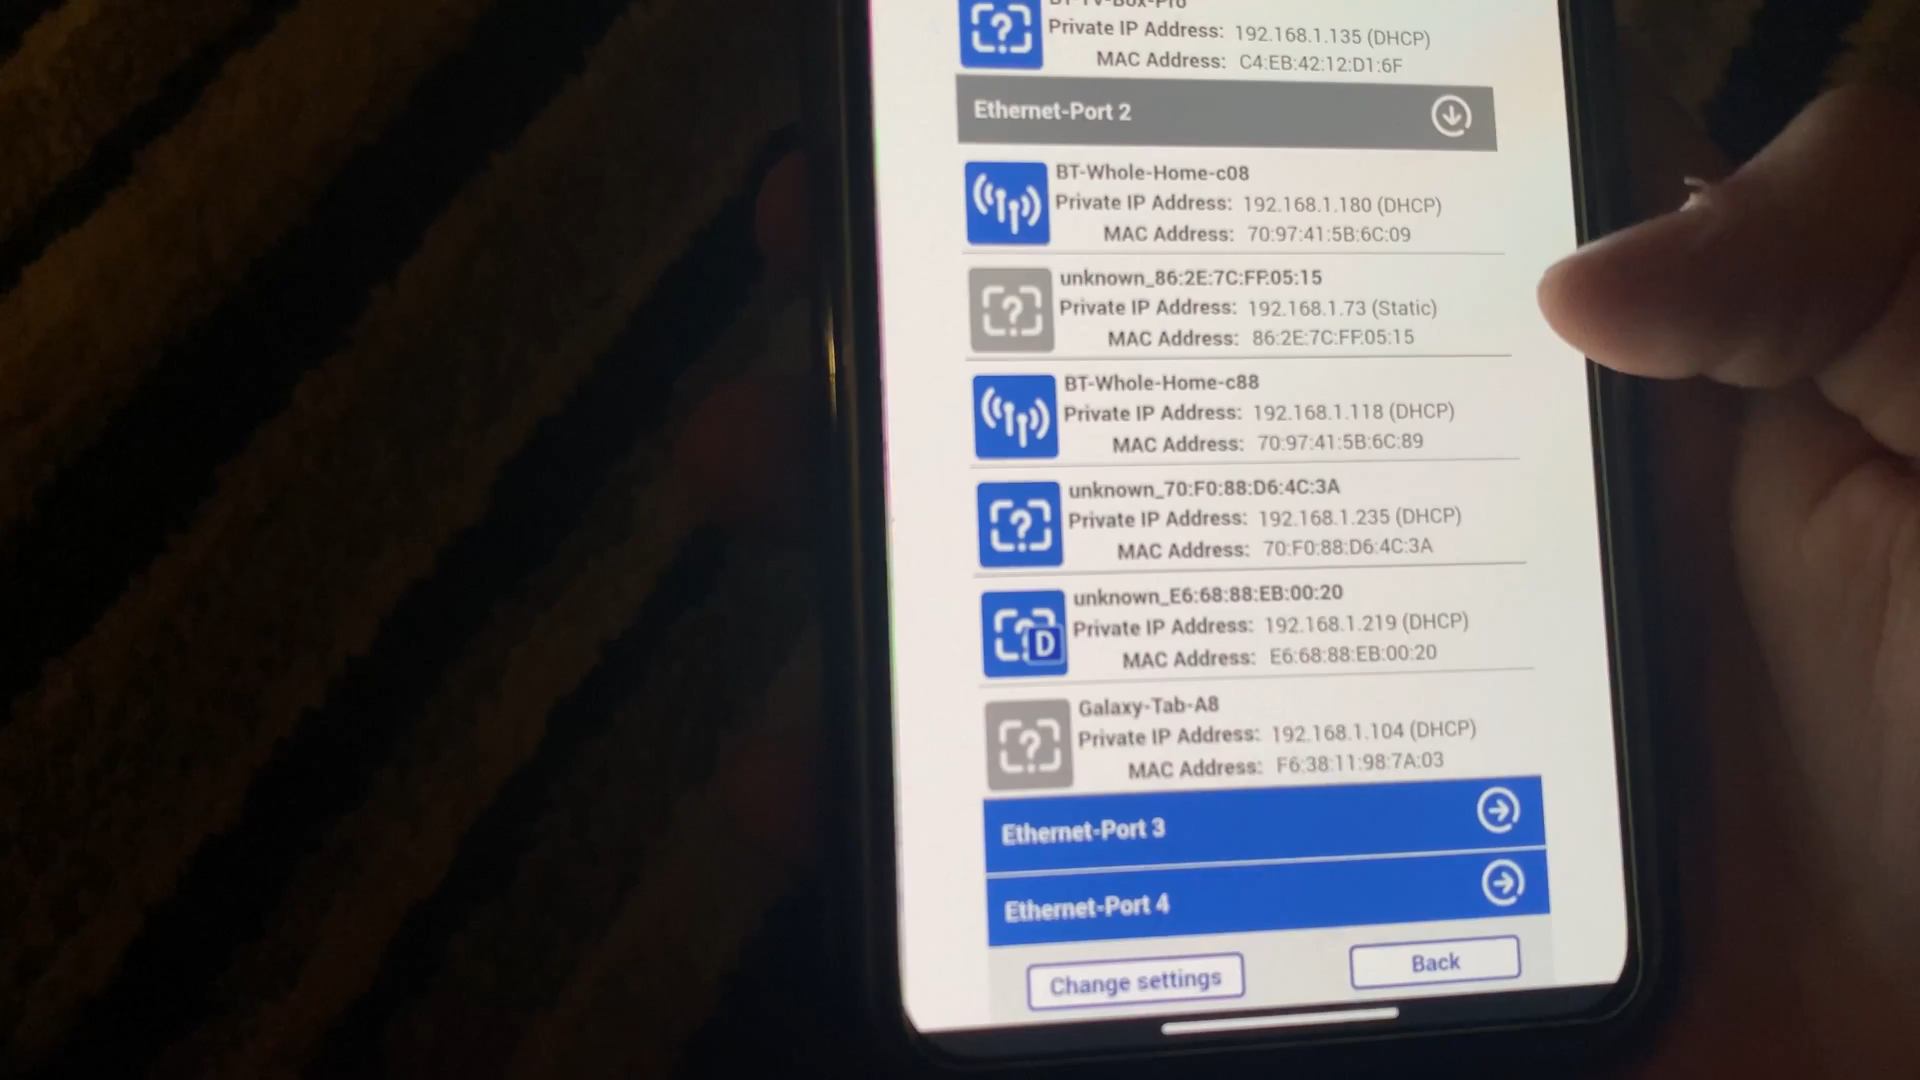 BT-TV-Box-Pro
Private IP Address: 192.168.1.135 (DHCP)
MAC Address: C4:EB:42:12:D1:6F
Ethernet-Port 2
BT-Whole-Home-c08
Private IP Address: 192.168.1.180 (DHCP)
MAC Address: 70:97:41:5B:6C:09
unknown_86:2E:7C:FF:05:15
Private IP Address: 192.168.1.73 (Static)
MAC Address: 86:2E:7C:FF:05:15
BT-Whole-Home-c88
Private IP Address: 192.168.1.118 (DHCP)
MAC Address: 70:97:41:5B:6C:89
unknown_70:F0:88:D6:4C:3A
Private IP Address: 192.168.1.235 (DHCP)
MAC Address: 70:F0:88:D6:4C:3A
unknown_E6:68:88:EB:00:20
D
Private IP Address: 192.168.1.219 (DHCP)
MAC Address: E6:68:88:EB:00:20
Galaxy-Tab-A8
Private IP Address: 192.168.1.104 (DHCP)
MAC Address: F6:38:11:98:7A:03
Ethernet-Port 3
Ethernet-Port 4
Change settings
Back